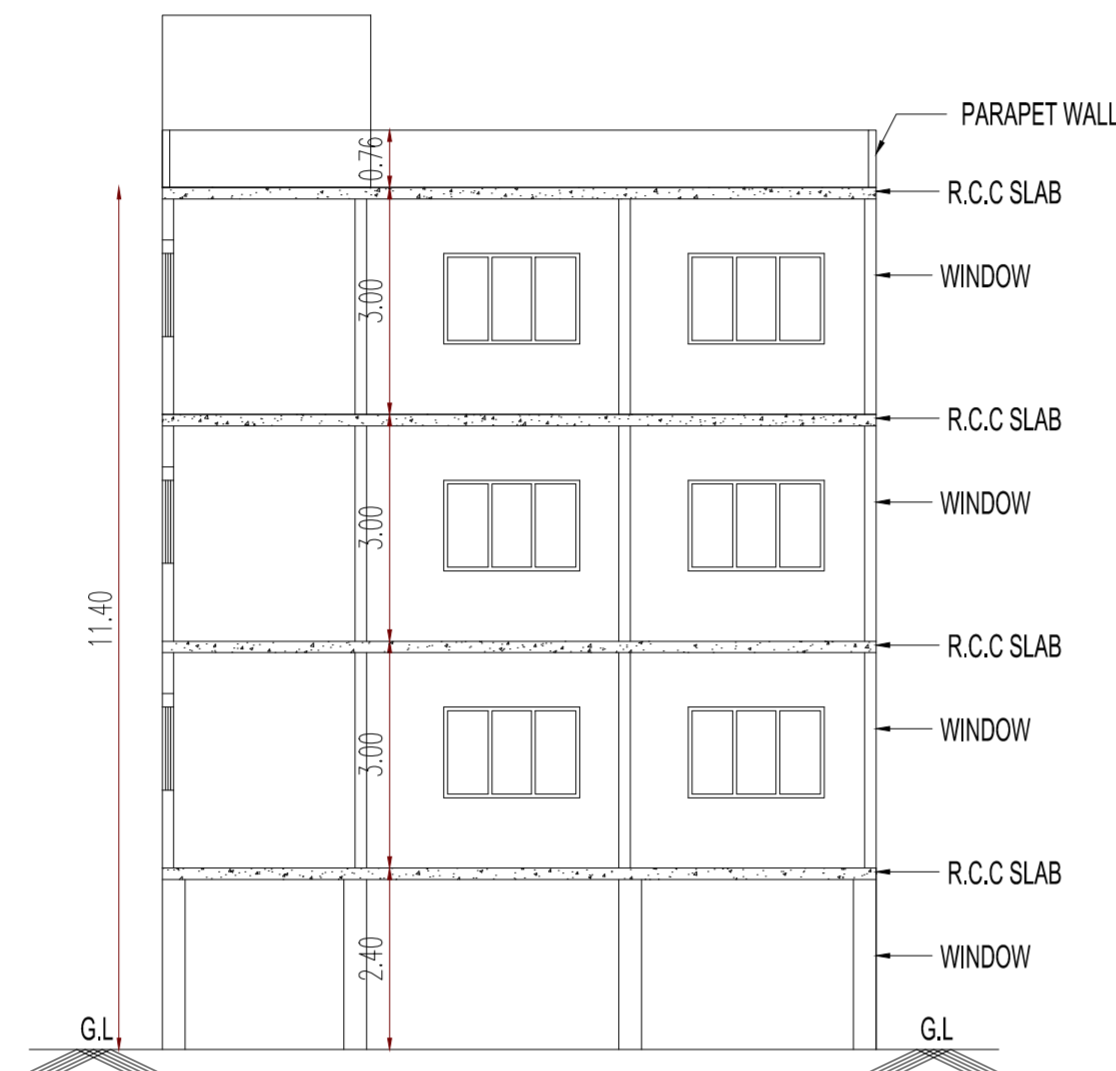 PARAPET WALL
0.76
R.C.C SLAB
WINDOW
3.00
R.C.C SLAB
WINDOW
3.00
11.40
R.C.C SLAB
WINDOW
3.00
R.C.C SLAB
2.40
WINDOW
G.L
G.L